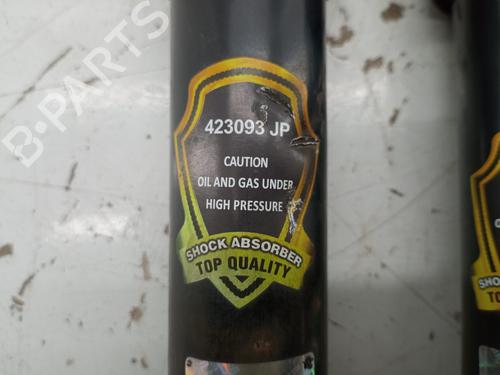 B-PARTS
423093 JP
CAUTION
OIL AND GAS UNDER
HIGH PRESSURE
SHOCK ABSORBER
TOP QUALITY